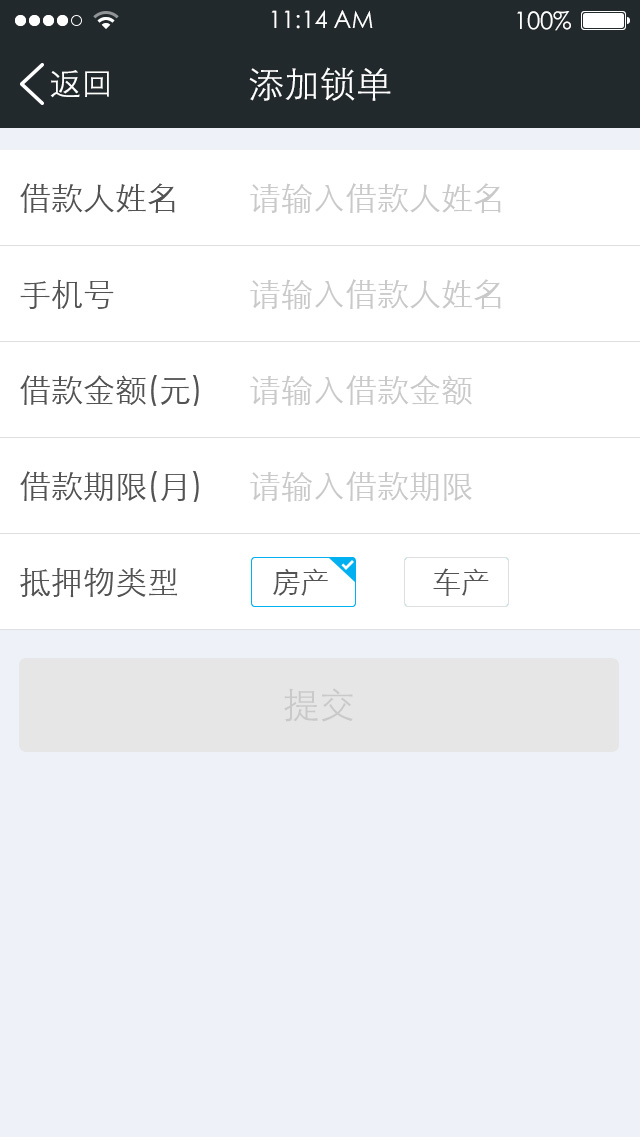 11:14 AM 100%
返回 添加锁单
借款人姓名 请输入借款人姓名
手机号 请输入借款人姓名
借款金额(元) 请输入借款金额
借款期限(月) 请输入借款期限
抵押物类型 房产 车产
提交